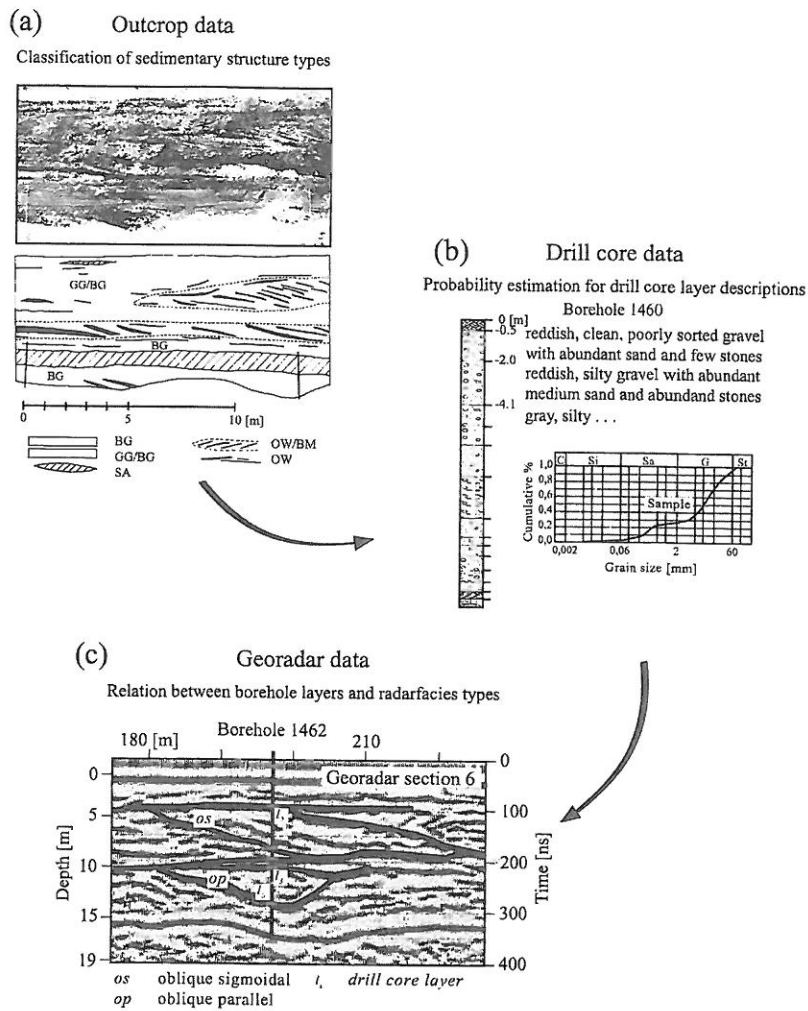 (a) Outcrop data
Classification of sedimentary structure types
GG/BG
BG
BG
0 5 10 [m]
BG
GG/BG
SA
OW/BM
OW
(b) Drill core data
Probability estimation for drill core layer descriptions
Borehole 1460
0 [m]
-0.5
-2.0
-4.1
reddish, clean, poorly sorted gravel
with abundant sand and few stones
reddish, silty gravel with abundant
medium sand and abundand stones
gray, silty . . .
C Si Sa G St
Cumulative %
1,0
0,8
0,6
0,4
0,2
0,0
Sample
0,002 0,06 2 60
Grain size [mm]
(c) Georadar data
Relation between borehole layers and radarfacies types
Borehole 1462
180 [m] 210
Georadar section 6
Depth [m]
0
5
10
15
19
Time [ns]
0
100
200
300
400
os
op
os oblique sigmoidal drill core layer
op oblique parallel